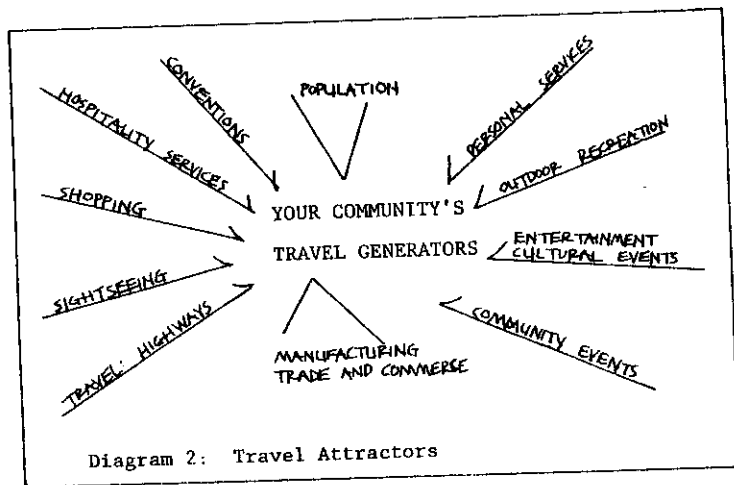 CONVENTIONS
POPULATION
PERSONAL SERVICES
HOSPITALITY SERVICES
OUTDOOR RECREATION
SHOPPING
YOUR COMMUNITY'S
TRAVEL GENERATORS
ENTERTAINMENT
CULTURAL EVENTS
SIGHTSEEING
TRAVEL: HIGHWAYS
MANUFACTURING
TRADE AND COMMERSE
COMMUNITY EVENTS
Diagram 2: Travel Attractors